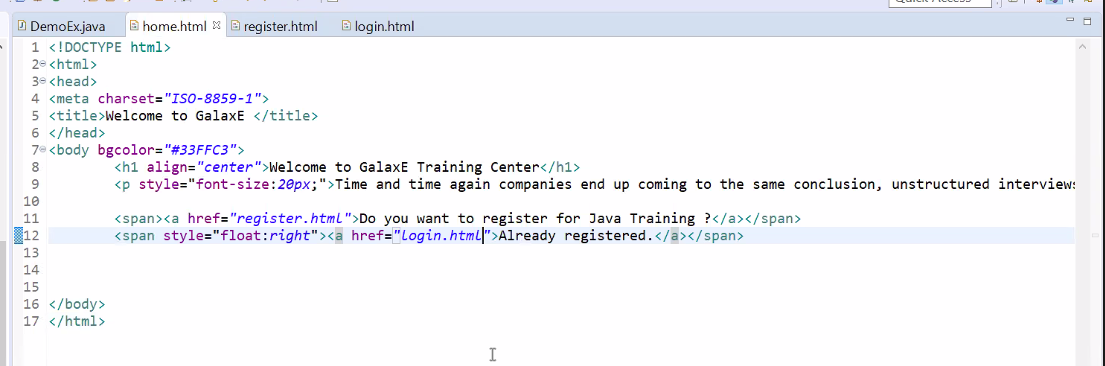 DemoEx.java home.html register.html login.html
1 <!DOCTYPE html>
2 <html>
3 <head>
4 <meta charset="ISO-8859-1">
5 <title>Welcome to GalaxE </title>
6 </head>
7 <body bgcolor="#33FFC3">
8 <h1 align="center">Welcome to GalaxE Training Center</h1>
9 <p style="font-size:20px;">Time and time again companies end up coming to the same conclusion, unstructured interviews
10
11 <span><a href="register.html">Do you want to register for Java Training ?</a></span>
12 <span style="float:right"><a href="login.html">Already registered.</a></span>
13
14
15
16 </body>
17 </html>